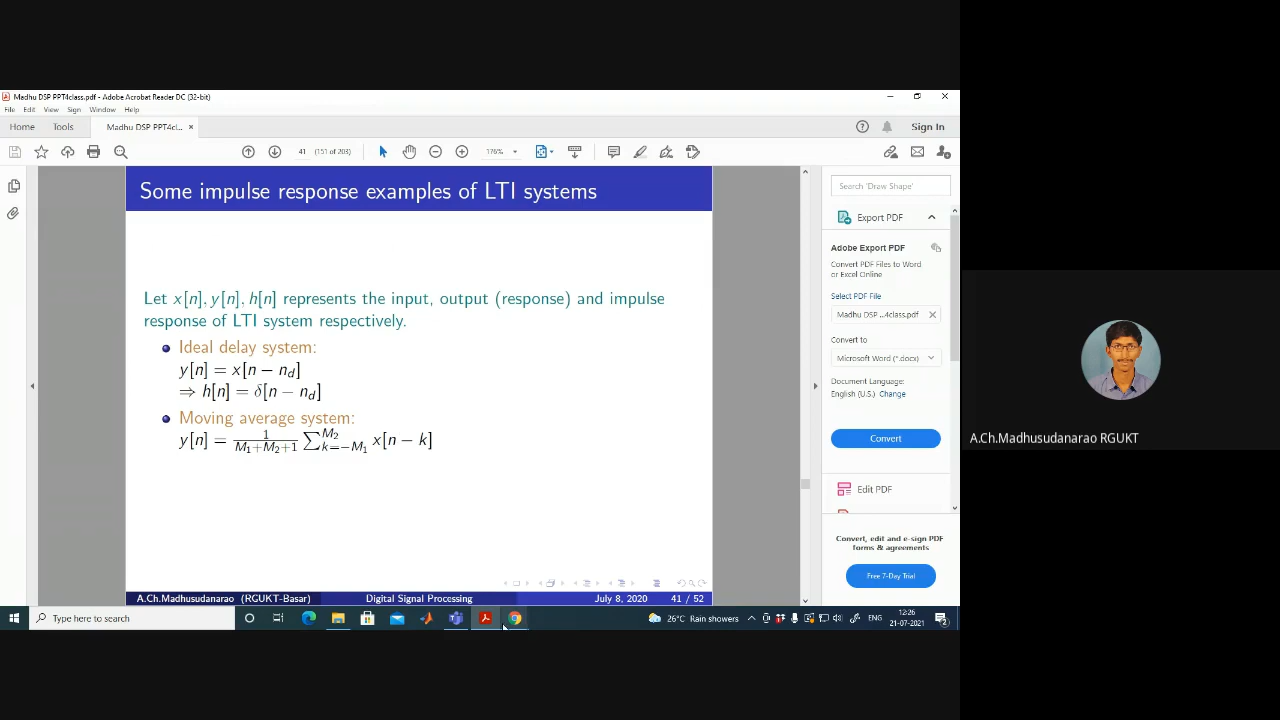 Madhu DSP PPT4class.pdf - Adobe Acrobat Reader DC (32-bit)
File Edit View Sign Window Help
Home Tools Madhu DSP PPT4cl... × Sign In
41 (151 of 203) 176%
Some impulse response examples of LTI systems
Let x[n], y[n], h[n] represents the input, output (response) and impulse
response of LTI system respectively.
Ideal delay system:
y[n] = x[n − n_d]
⇒ h[n] = δ[n − n_d]
Moving average system:
y[n] = 1/(M₁+M₂+1) ∑_{k=−M₁}^{M₂} x[n − k]
A.Ch.Madhusudanarao (RGUKT-Basar) Digital Signal Processing July 8, 2020 41 / 52
Search 'Draw Shape'
Export PDF
Adobe Export PDF
Convert PDF Files to Word
or Excel Online
Select PDF File
Madhu DSP ...4class.pdf
Convert to
Microsoft Word (*.docx)
Document Language:
English (U.S.) Change
Convert
Edit PDF
Convert, edit and e-sign PDF
forms & agreements
Free 7-Day Trial
Type here to search
26°C Rain showers ENG 12:26
21-07-2021
A.Ch.Madhusudanarao RGUKT